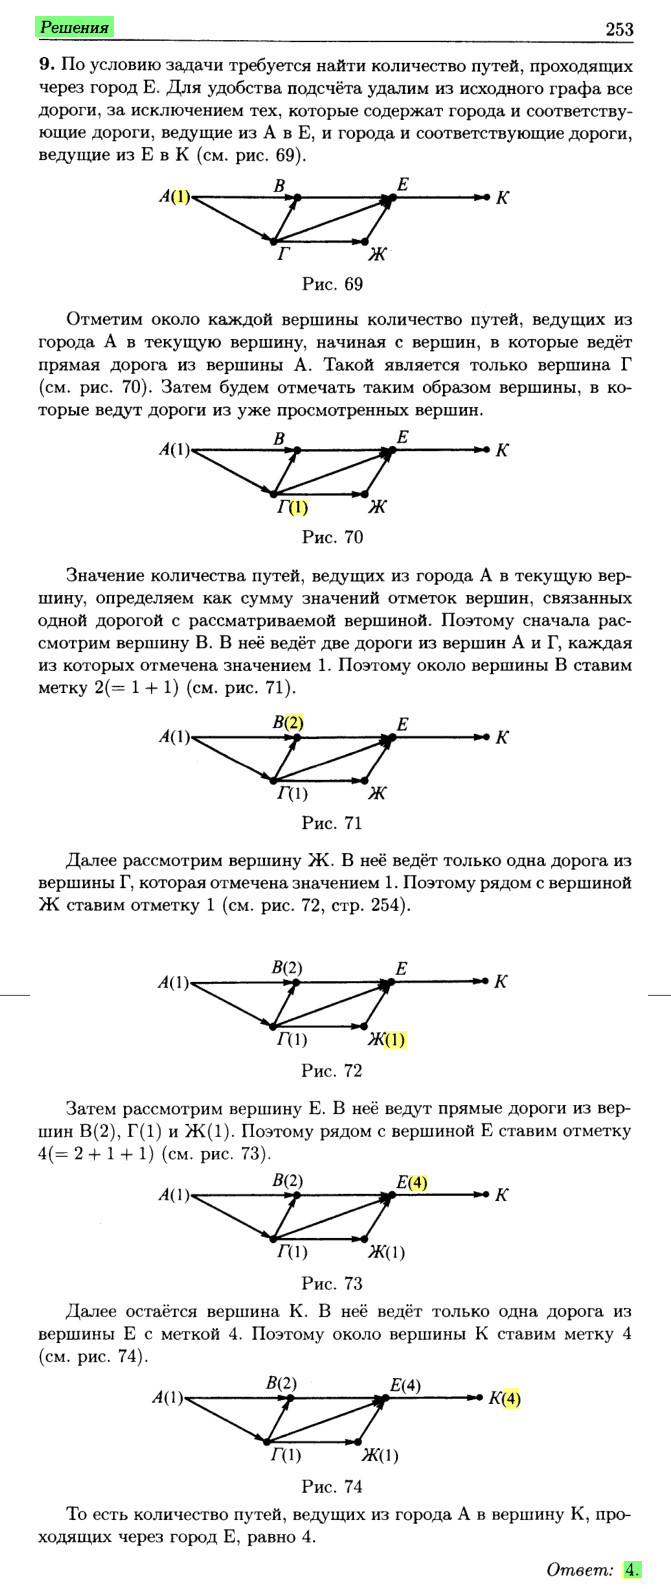 Решения 253
9. По условию задачи требуется найти количество путей, проходящих
через город Е. Для удобства подсчёта удалим из исходного графа все
дороги, за исключением тех, которые содержат города и соответству-
ющие дороги, ведущие из А в Е, и города и соответствующие дороги,
ведущие из Е в К (см. рис. 69).
В Е
А(1) К
Г Ж
Рис. 69
Отметим около каждой вершины количество путей, ведущих из
города А в текущую вершину, начиная с вершин, в которые ведёт
прямая дорога из вершины А. Такой является только вершина Г
(см. рис. 70). Затем будем отмечать таким образом вершины, в ко-
торые ведут дороги из уже просмотренных вершин.
В Е
А(1) К
Г(1) Ж
Рис. 70
Значение количества путей, ведущих из города А в текущую вер-
шину, определяем как сумму значений отметок вершин, связанных
одной дорогой с рассматриваемой вершиной. Поэтому сначала рас-
смотрим вершину В. В неё ведёт две дороги из вершин А и Г, каждая
из которых отмечена значением 1. Поэтому около вершины В ставим
метку 2(= 1 + 1) (см. рис. 71).
В(2) Е
А(1) К
Г(1) Ж
Рис. 71
Далее рассмотрим вершину Ж. В неё ведёт только одна дорога из
вершины Г, которая отмечена значением 1. Поэтому рядом с вершиной
Ж ставим отметку 1 (см. рис. 72, стр. 254).
В(2) Е
А(1) К
Г(1) Ж(1)
Рис. 72
Затем рассмотрим вершину Е. В неё ведут прямые дороги из вер-
шин В(2), Г(1) и Ж(1). Поэтому рядом с вершиной Е ставим отметку
4(= 2 + 1 + 1) (см. рис. 73).
В(2) Е(4)
А(1) К
Г(1) Ж(1)
Рис. 73
Далее остаётся вершина К. В неё ведёт только одна дорога из
вершины Е с меткой 4. Поэтому около вершины К ставим метку 4
(см. рис. 74).
В(2) Е(4)
А(1) К(4)
Г(1) Ж(1)
Рис. 74
То есть количество путей, ведущих из города А в вершину К, про-
ходящих через город Е, равно 4.
Ответ: 4.